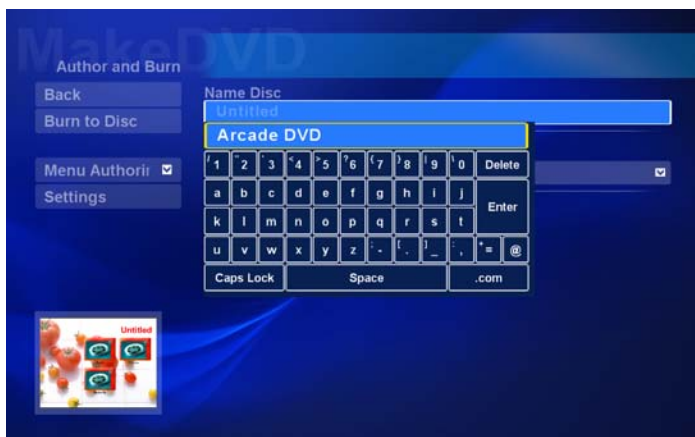 MakeDVD
Author and Burn
Back
Burn to Disc
Menu Authorin
Settings
Name Disc
Untitled
Arcade DVD
1 2 3 4 5 6 7 8 9 0 Delete
a b c d e f g h i j
Enter
k l m n o p q r s t
u v w x y z - . _ , = @
Caps Lock Space .com
Untitled